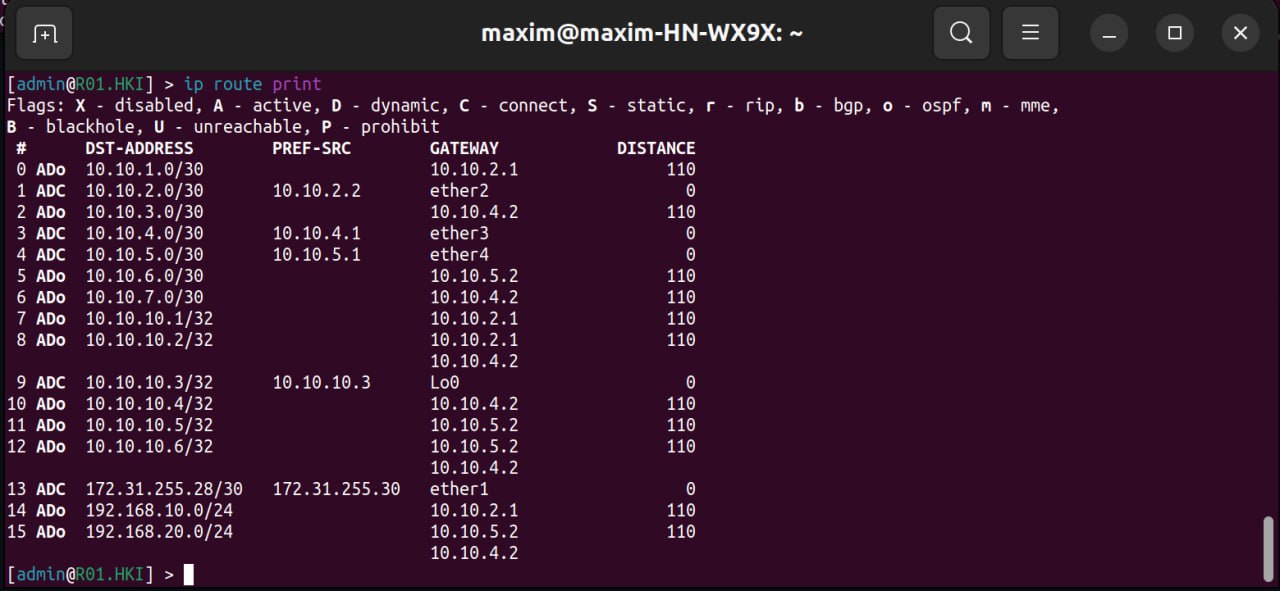 maxim@maxim-HN-WX9X: ~
[admin@R01.HKI] > ip route print
Flags: X - disabled, A - active, D - dynamic, C - connect, S - static, r - rip, b - bgp, o - ospf, m - mme,
B - blackhole, U - unreachable, P - prohibit
#      DST-ADDRESS        PREF-SRC        GATEWAY            DISTANCE
0 ADo  10.10.1.0/30                       10.10.2.1               110
1 ADC  10.10.2.0/30       10.10.2.2       ether2                    0
2 ADo  10.10.3.0/30                       10.10.4.2               110
3 ADC  10.10.4.0/30       10.10.4.1       ether3                    0
4 ADC  10.10.5.0/30       10.10.5.1       ether4                    0
5 ADo  10.10.6.0/30                       10.10.5.2               110
6 ADo  10.10.7.0/30                       10.10.4.2               110
7 ADo  10.10.10.1/32                      10.10.2.1               110
8 ADo  10.10.10.2/32                      10.10.2.1               110
10.10.4.2
9 ADC  10.10.10.3/32      10.10.10.3      Lo0                       0
10 ADo  10.10.10.4/32                      10.10.4.2               110
11 ADo  10.10.10.5/32                      10.10.5.2               110
12 ADo  10.10.10.6/32                      10.10.5.2               110
10.10.4.2
13 ADC  172.31.255.28/30   172.31.255.30   ether1                    0
14 ADo  192.168.10.0/24                    10.10.2.1               110
15 ADo  192.168.20.0/24                    10.10.5.2               110
10.10.4.2
[admin@R01.HKI] >